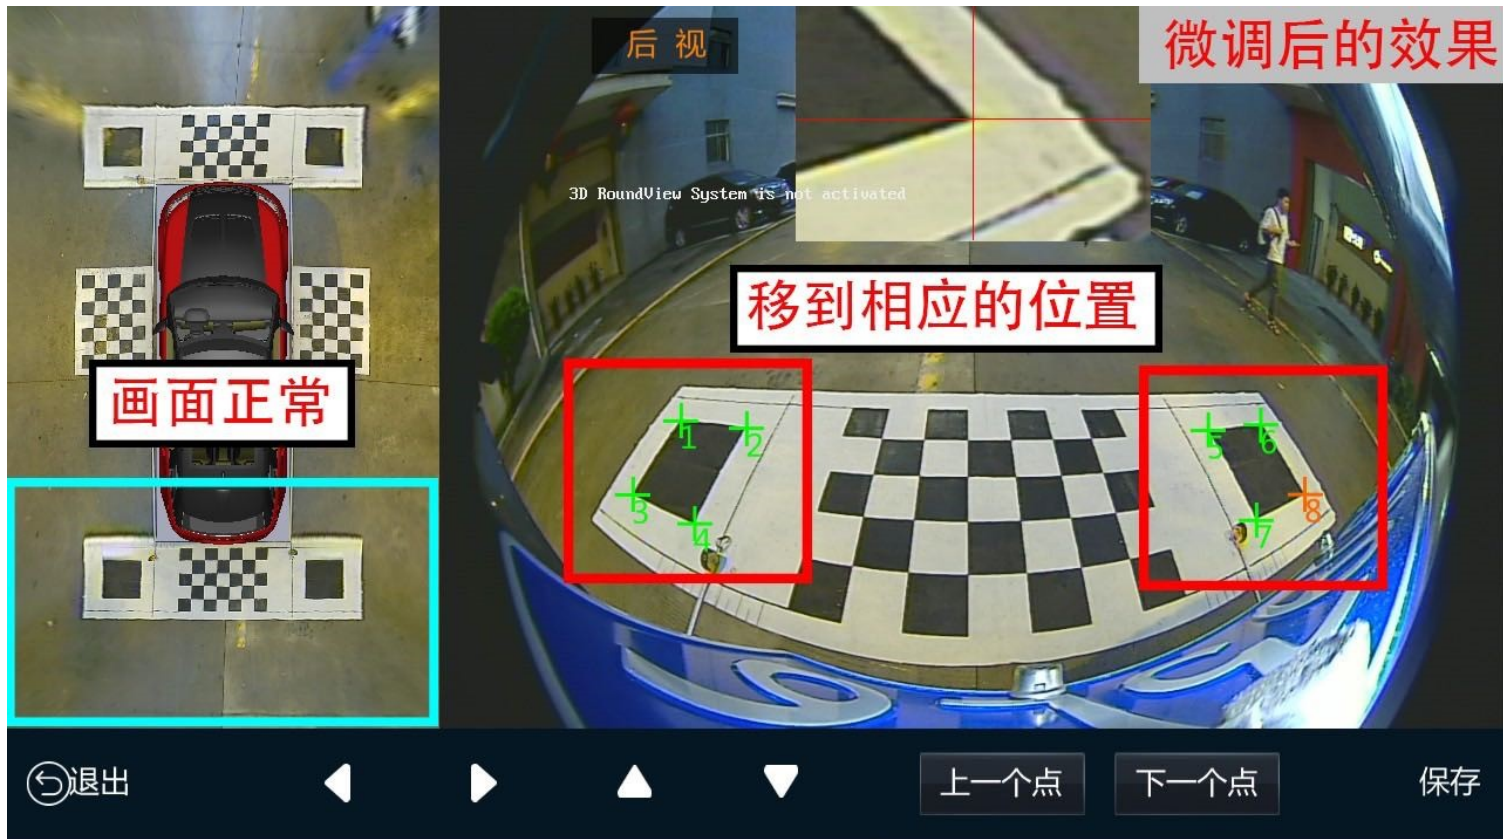 后 视
微调后的效果
3D RoundView System is not activated
移到相应的位置
画面正常
1
2
3
4
5
6
7
8
退出
上一个点
下一个点
保存